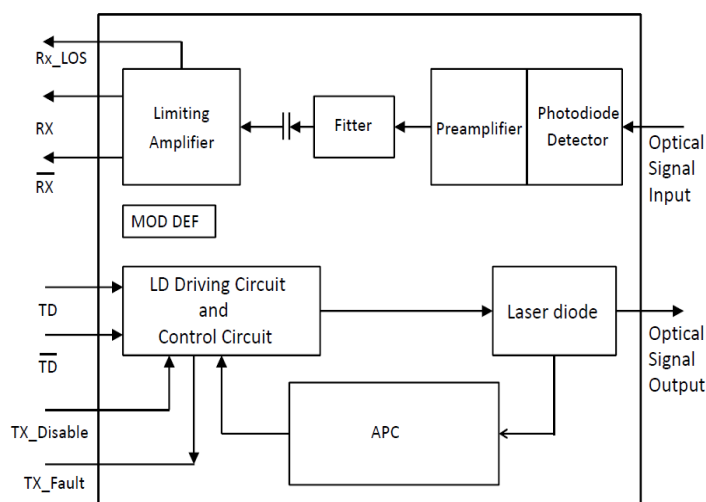 Rx_LOS
RX
RX
Limiting
Amplifier
Fitter
Preamplifier
Photodiode
Detector
Optical
Signal
Input
MOD DEF
TD
TD
LD Driving Circuit
and
Control Circuit
Laser diode
Optical
Signal
Output
TX_Disable
TX_Fault
APC